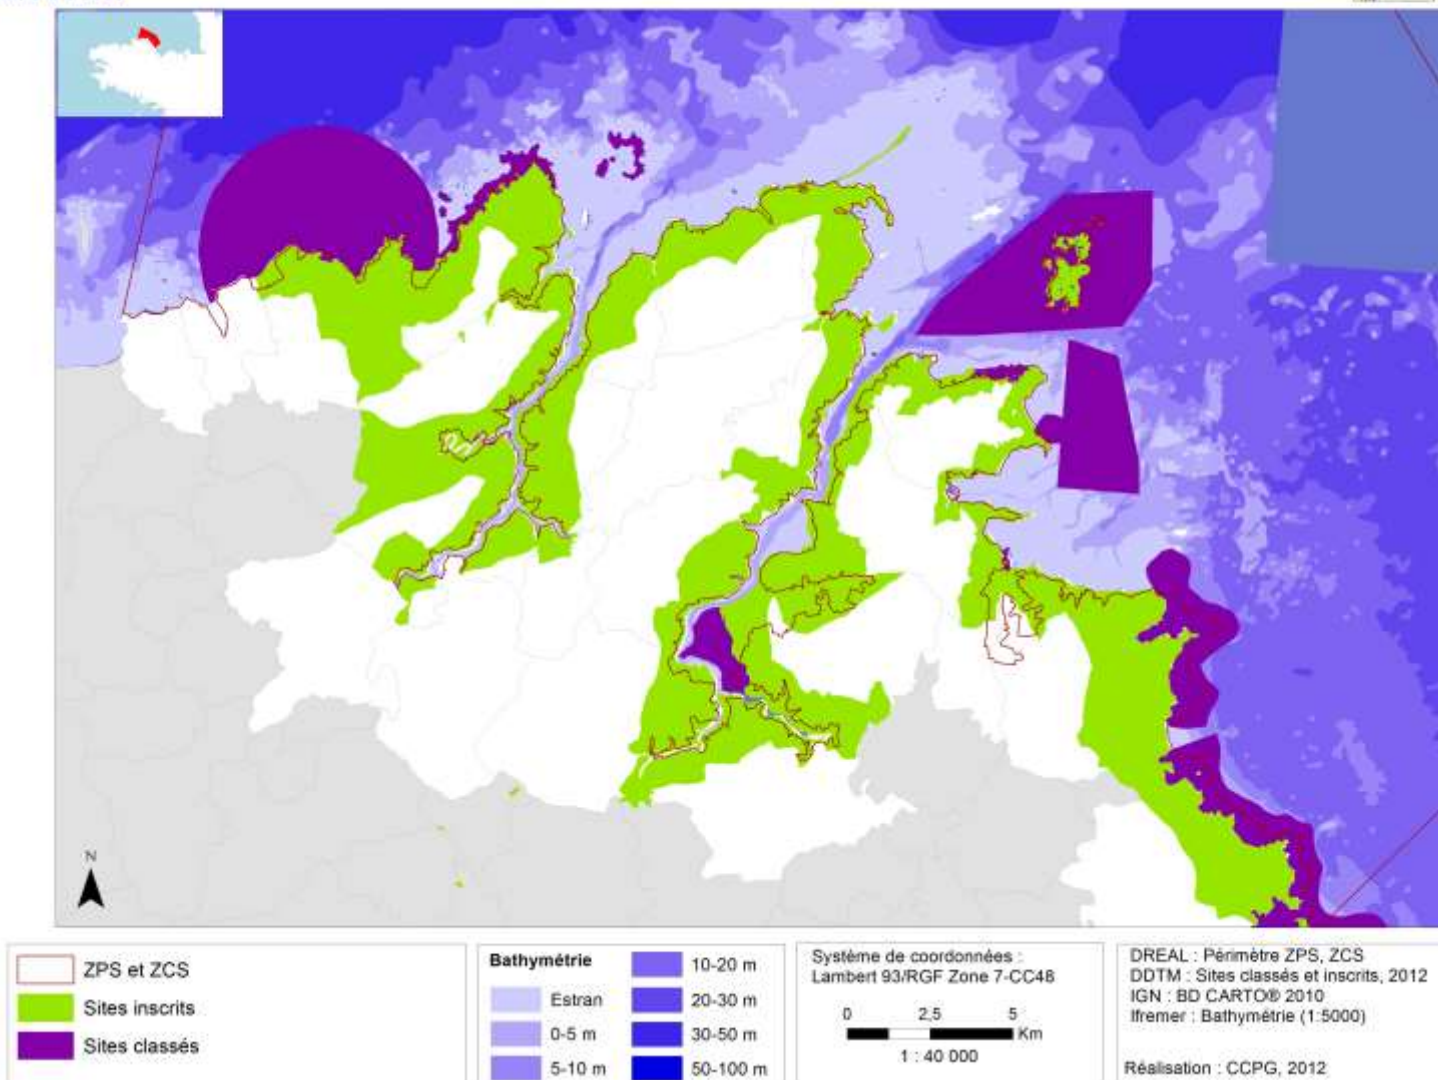 N
ZPS et ZCS
Sites inscrits
Sites classés
Bathymétrie
Estran
0-5 m
5-10 m
10-20 m
20-30 m
30-50 m
50-100 m
Système de coordonnées :
Lambert 93/RGF Zone 7-CC48
0 2,5 5
Km
1 : 40 000
DREAL : Périmètre ZPS, ZCS
DDTM : Sites classés et inscrits, 2012
IGN : BD CARTO® 2010
Ifremer : Bathymétrie (1:5000)
Réalisation : CCPG, 2012